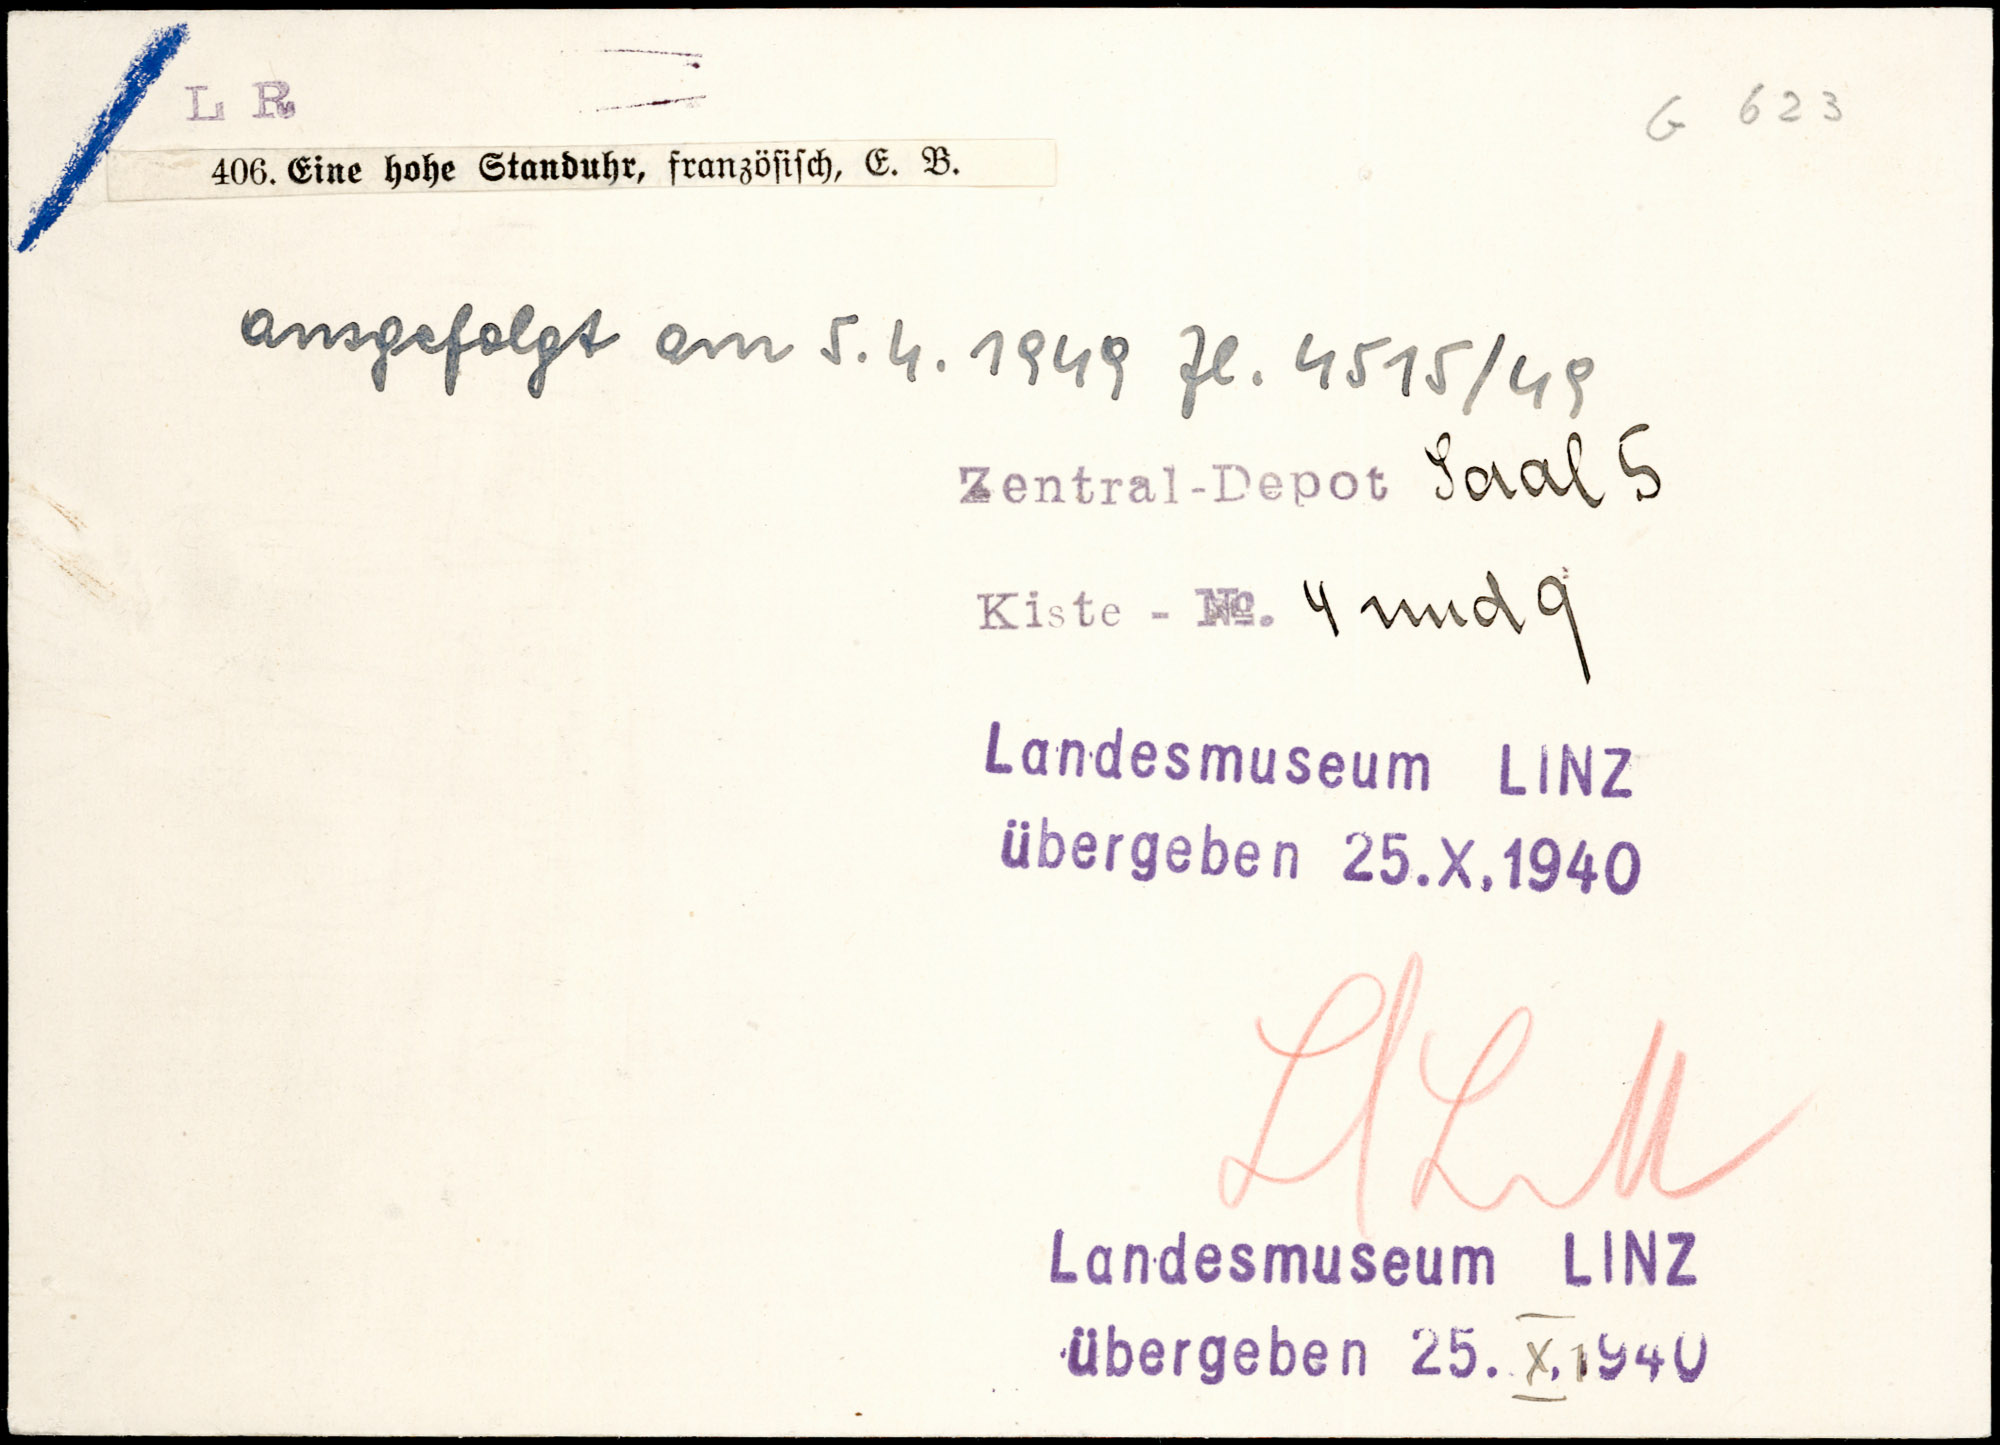 L R
G 623
406. Eine hohe Standuhr, französisch, E. B.
ausgefolgt am 5.4.1949 Zl. 4515/49
Zentral-Depot Saal 5
Kiste - No. 4 und 9
Landesmuseum LINZ
übergeben 25.X.1940
Landesmuseum LINZ
übergeben 25.X.1940